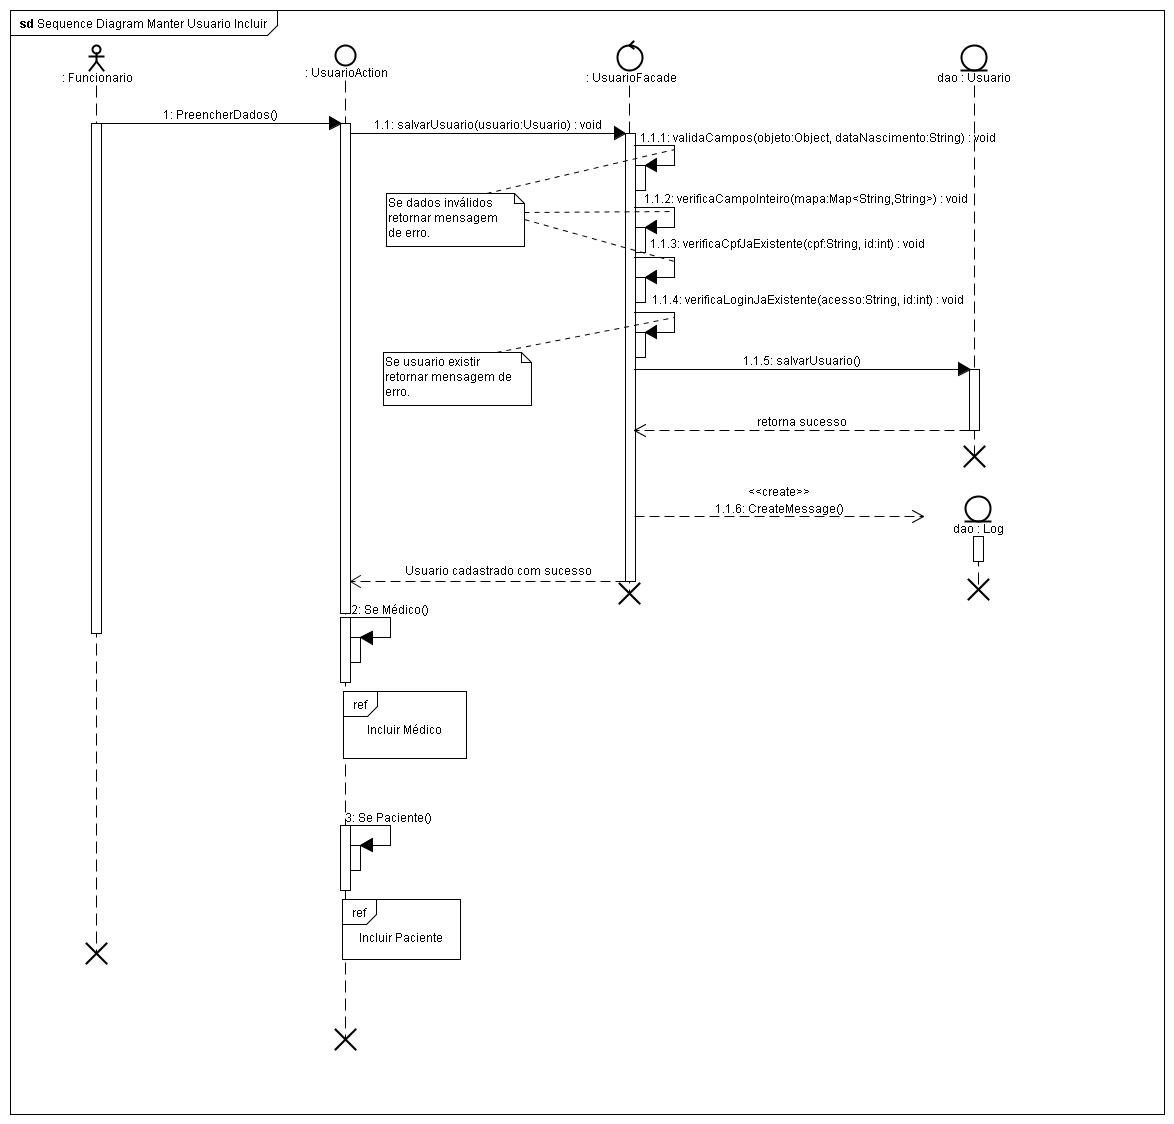 sd Sequence Diagram Manter Usuario Incluir
: Funcionario
: UsuarioAction
: UsuarioFacade
dao : Usuario
1: PreencherDados()
1.1: salvarUsuario(usuario:Usuario) : void
1.1.1: validaCampos(objeto:Object, dataNascimento:String) : void
Se dados inválidos
retornar mensagem
de erro.
1.1.2: verificaCampoInteiro(mapa:Map<String,String>) : void
1.1.3: verificaCpfJaExistente(cpf:String, id:int) : void
1.1.4: verificaLoginJaExistente(acesso:String, id:int) : void
Se usuario existir
retornar mensagem de
erro.
1.1.5: salvarUsuario()
retorna sucesso
<<create>>
1.1.6: CreateMessage()
dao : Log
Usuario cadastrado com sucesso
2: Se Médico()
ref
Incluir Médico
3: Se Paciente()
ref
Incluir Paciente